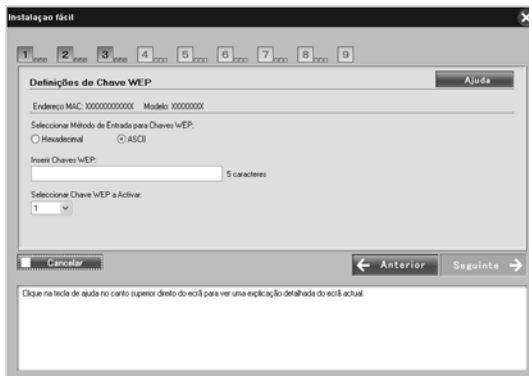 Instalaçao fácil
1 2 3 4 5 6 7 8 9
Definições de Chave WEP
Ajuda
Endereço MAC: XXXXXXXXXXXX Modelo: XXXXXXXX
Seleccionar Método de Entrada para Chaves WEP:
Hexadecimal ASCII
Inserir Chaves WEP:
5 caracteres
Seleccionar Chave WEP a Activar:
1
Cancelar
Anterior
Seguinte
Clique na tecla de ajuda no canto superior direito do ecrã para ver uma explicação detalhada do ecrã actual.